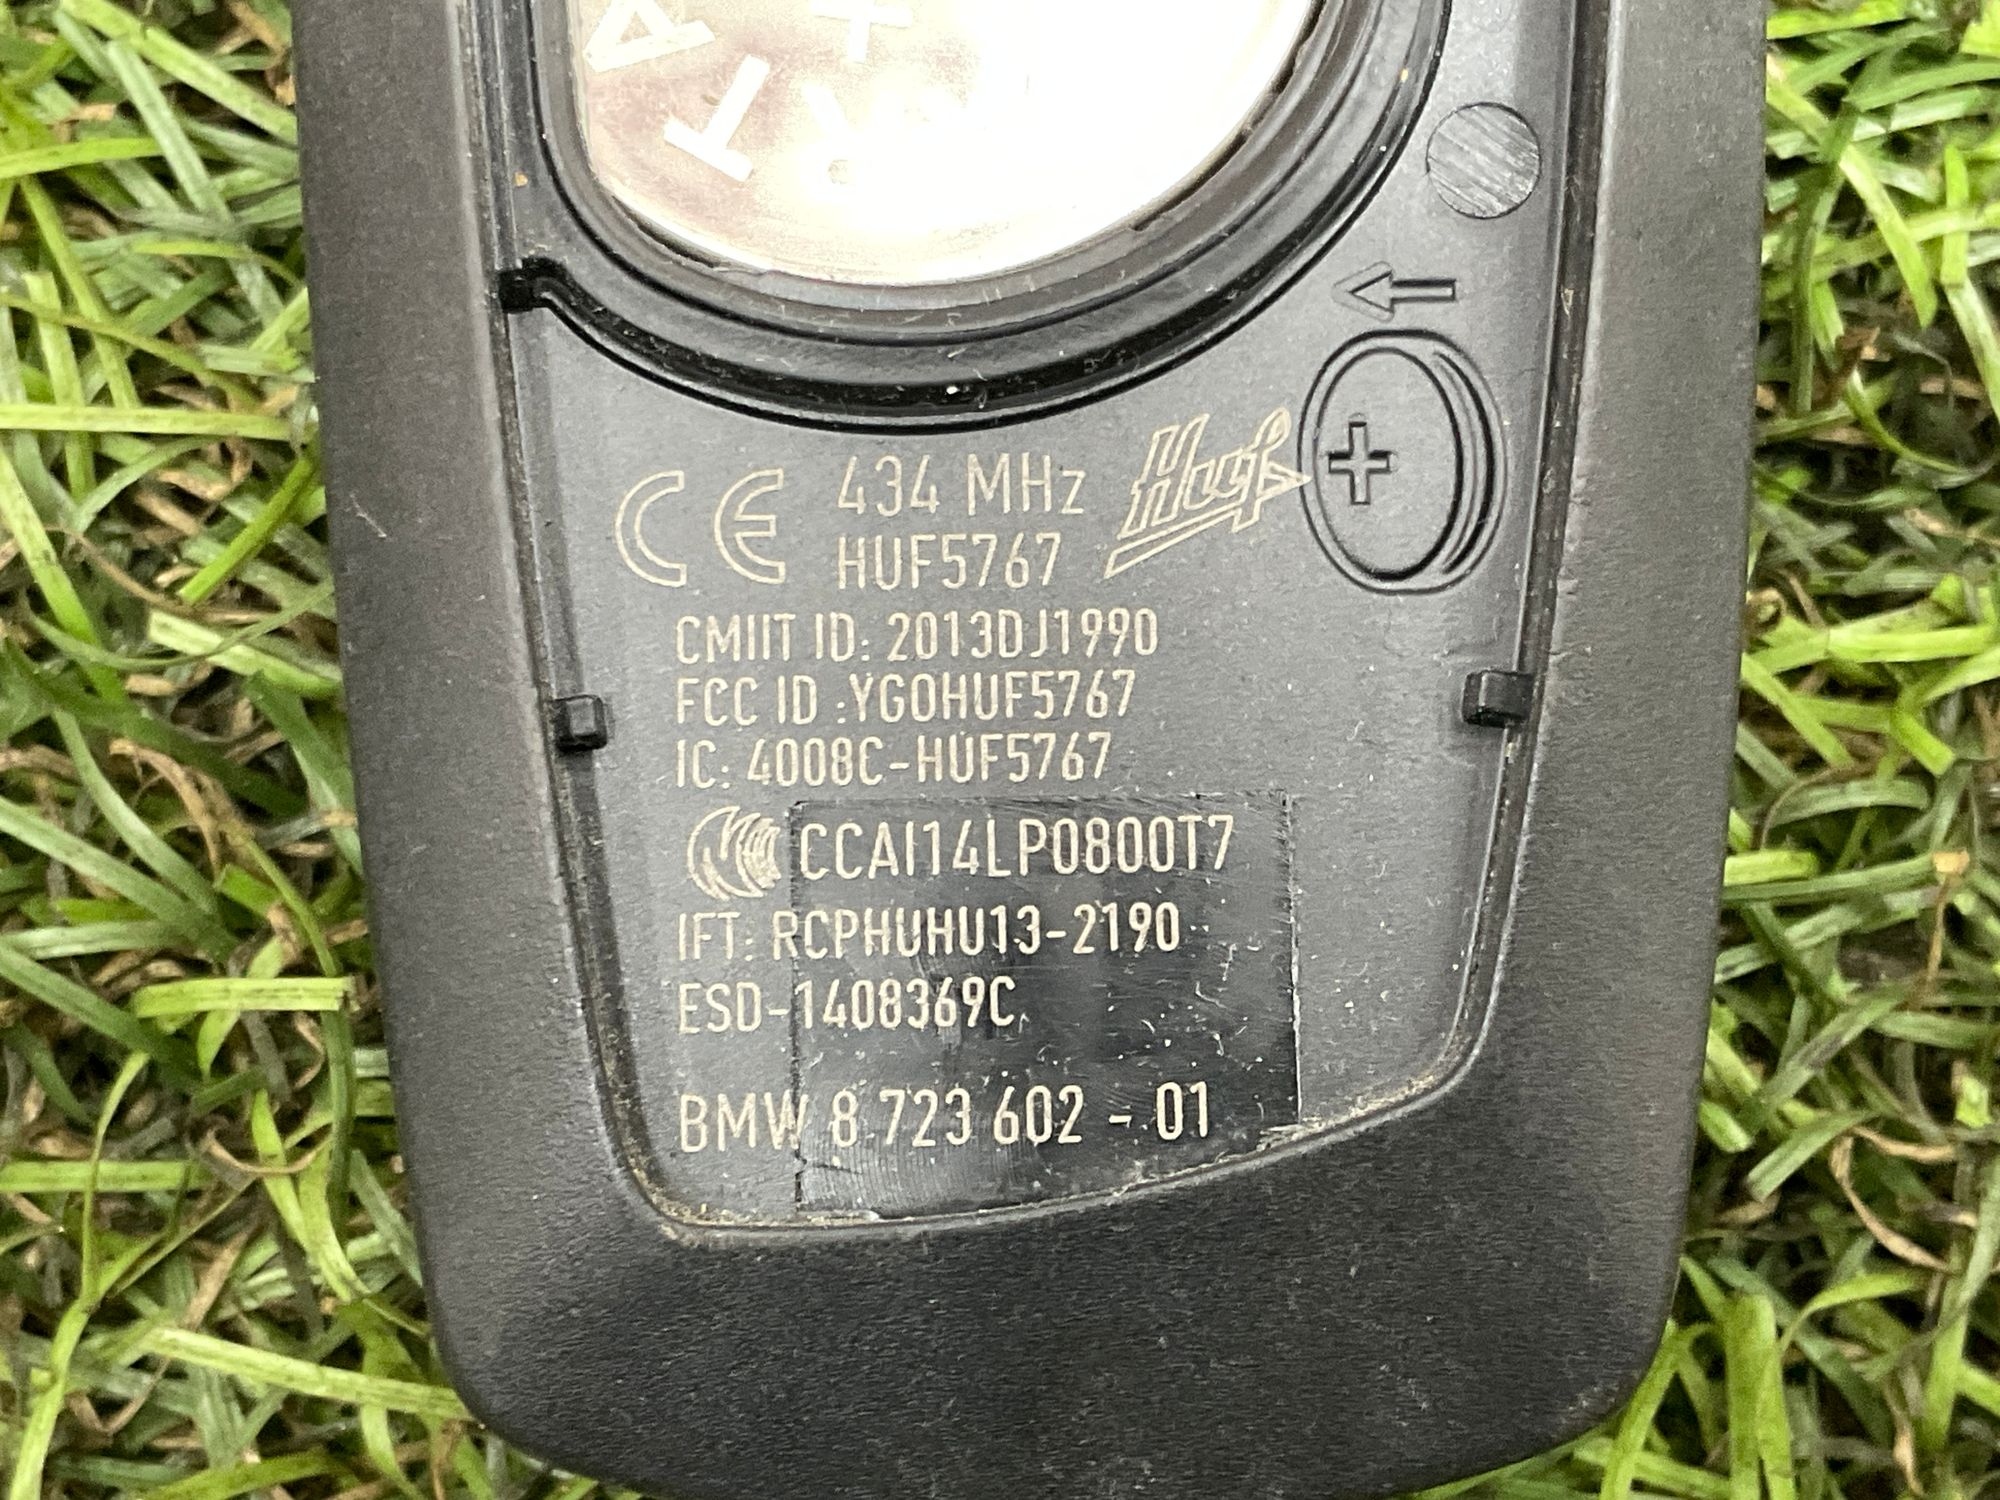 +
CE 434 MHz Huf
HUF5767
+
CMIIT ID: 2013DJ1990
FCC ID :YGOHUF5767
IC: 4008C-HUF5767
CCAI14LP0800T7
IFT: RCPHUHU13-2190
ESD-1408369C
BMW 8 723 602 - 01